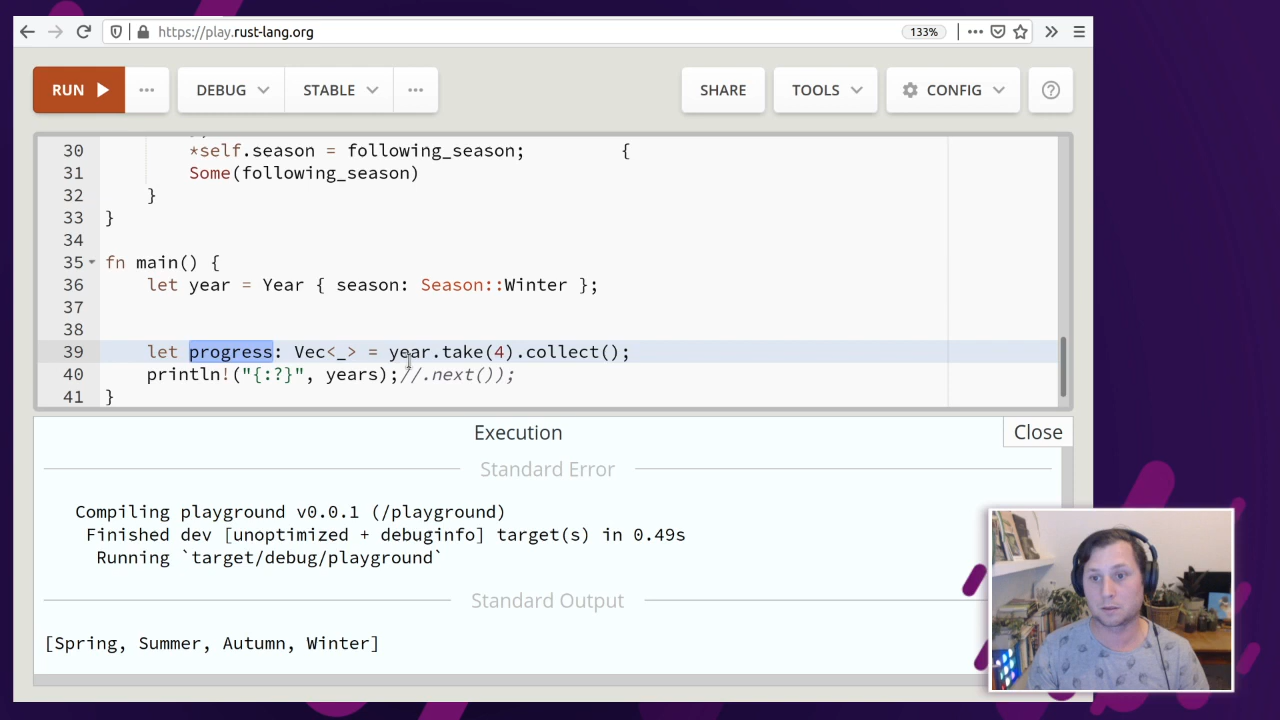 https://play.rust-lang.org 133%
RUN DEBUG STABLE SHARE TOOLS CONFIG
30 *self.season = following_season; {
31 Some(following_season)
32 }
33 }
34
35 fn main() {
36 let year = Year { season: Season::Winter };
37
38
39 let progress: Vec<_> = year.take(4).collect();
40 println!("{:?}", years);//.next());
41 }
Execution Close
Standard Error
Compiling playground v0.0.1 (/playground)
Finished dev [unoptimized + debuginfo] target(s) in 0.49s
Running `target/debug/playground`
Standard Output
[Spring, Summer, Autumn, Winter]